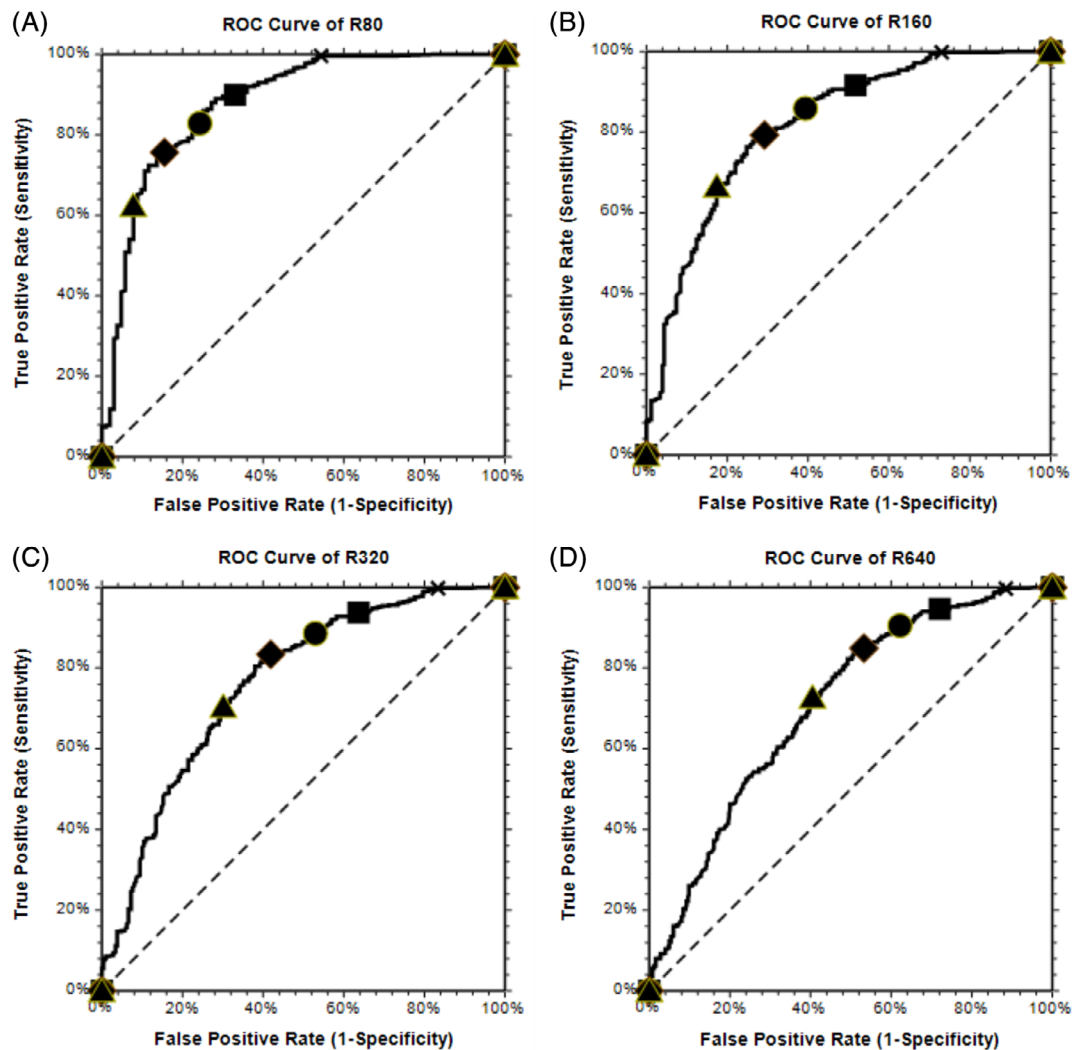 (A)
ROC Curve of R80
True Positive Rate (Sensitivity)
100%
80%
60%
40%
20%
0%
0% 20% 40% 60% 80% 100%
False Positive Rate (1-Specificity)
(B)
ROC Curve of R160
True Positive Rate (Sensitivity)
100%
80%
60%
40%
20%
0%
0% 20% 40% 60% 80% 100%
False Positive Rate (1-Specificity)
(C)
ROC Curve of R320
True Positive Rate (Sensitivity)
100%
80%
60%
40%
20%
0%
0% 20% 40% 60% 80% 100%
False Positive Rate (1-Specificity)
(D)
ROC Curve of R640
True Positive Rate (Sensitivity)
100%
80%
60%
40%
20%
0%
0% 20% 40% 60% 80% 100%
False Positive Rate (1-Specificity)